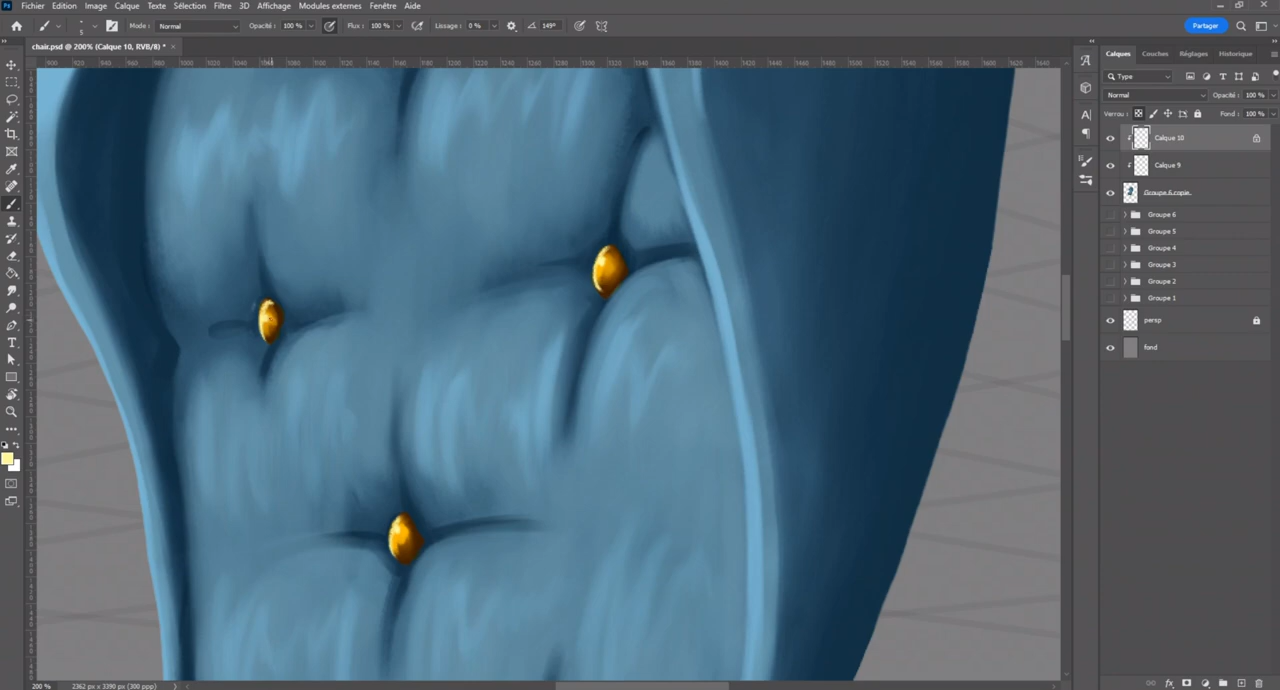 Ps Fichier Edition Image Calque Texte Sélection Filtre 3D Affichage Modules externes Fenêtre Aide
5 Mode : Normal Opacité : 100 % Flux : 100 % Lissage : 0 % 149° Partager
chair.psd @ 200% (Calque 10, RVB/8) * ×
Calques Couches Réglages Historique
Type
Normal Opacité : 100 %
Verrou : Fond : 100 %
Calque 10
Calque 9
Groupe 6 copie
Groupe 6
Groupe 5
Groupe 4
Groupe 3
Groupe 2
Groupe 1
persp
fond
200 % 2362 px x 3390 px (300 ppp)